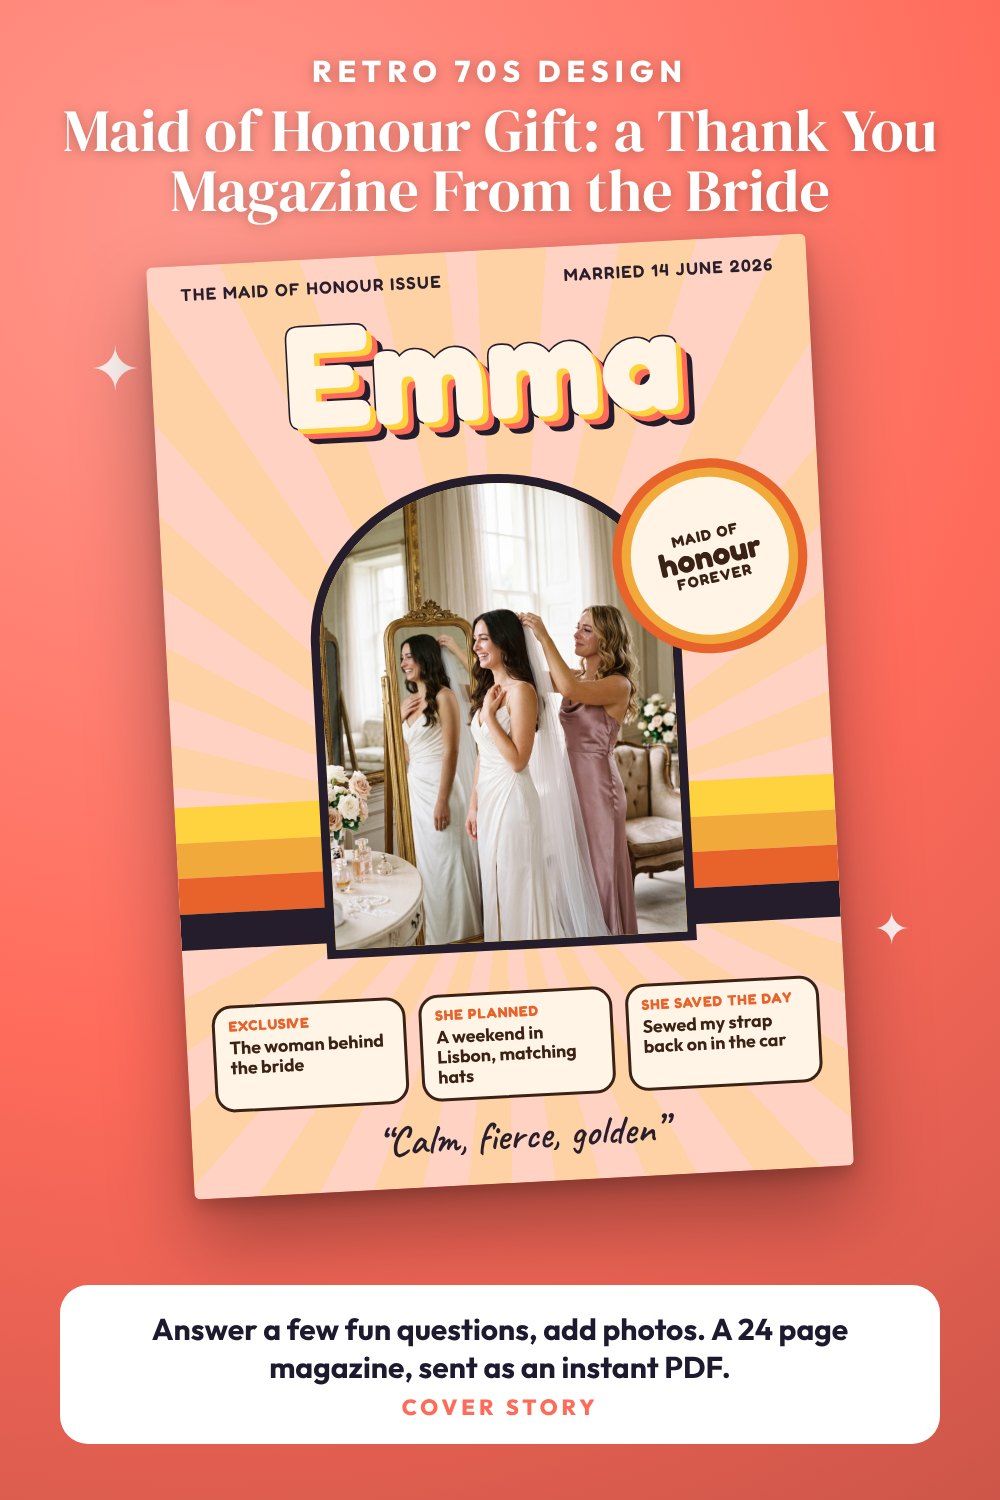 RETRO 70S DESIGN
Maid of Honour Gift: a Thank You
Magazine From the Bride
THE MAID OF HONOUR ISSUE
MARRIED 14 JUNE 2026
Emma
MAID OF
honour
FOREVER
EXCLUSIVE
The woman behind
the bride
SHE PLANNED
A weekend in
Lisbon, matching
hats
SHE SAVED THE DAY
Sewed my strap
back on in the car
“Calm, fierce, golden”
Answer a few fun questions, add photos. A 24 page
magazine, sent as an instant PDF.
COVER STORY